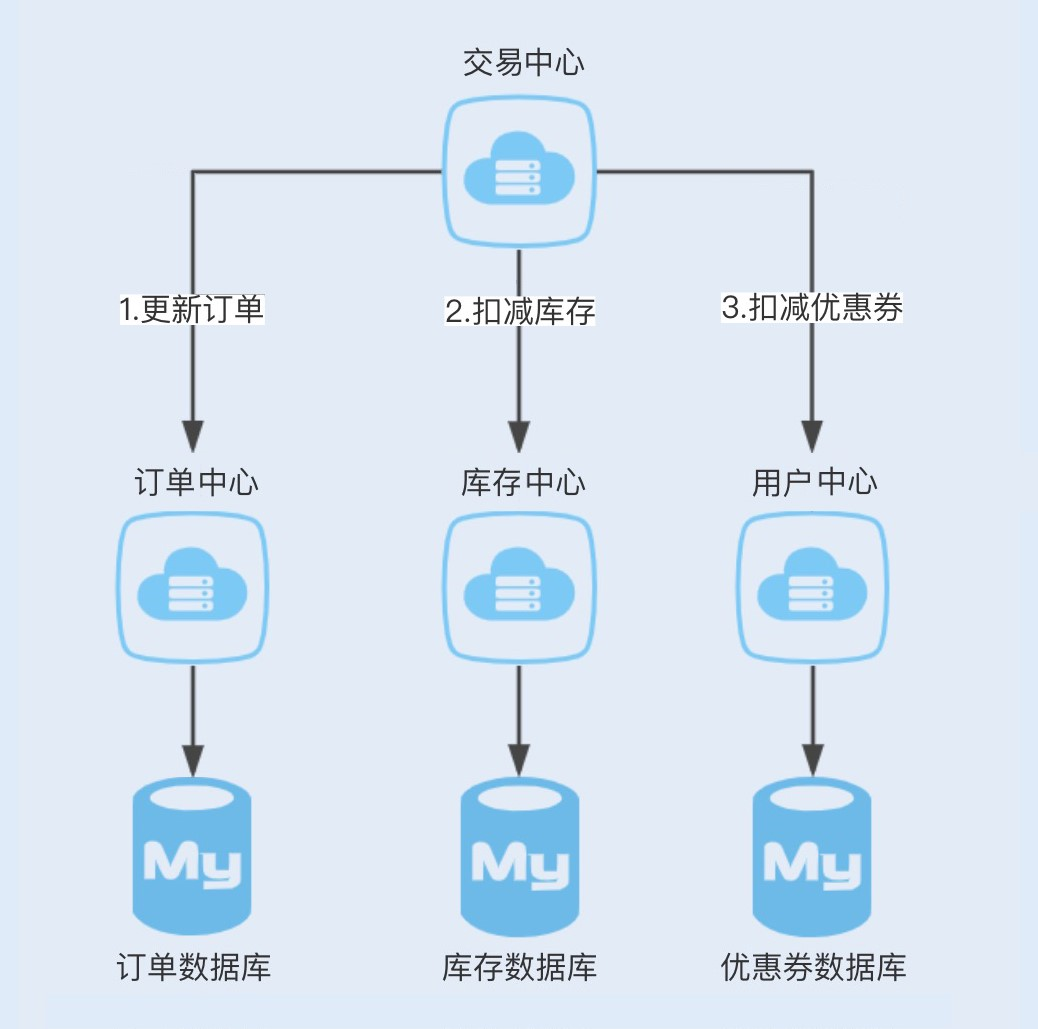 交易中心
1.更新订单
2.扣减库存
3.扣减优惠券
订单中心
库存中心
用户中心
My
My
My
订单数据库
库存数据库
优惠券数据库